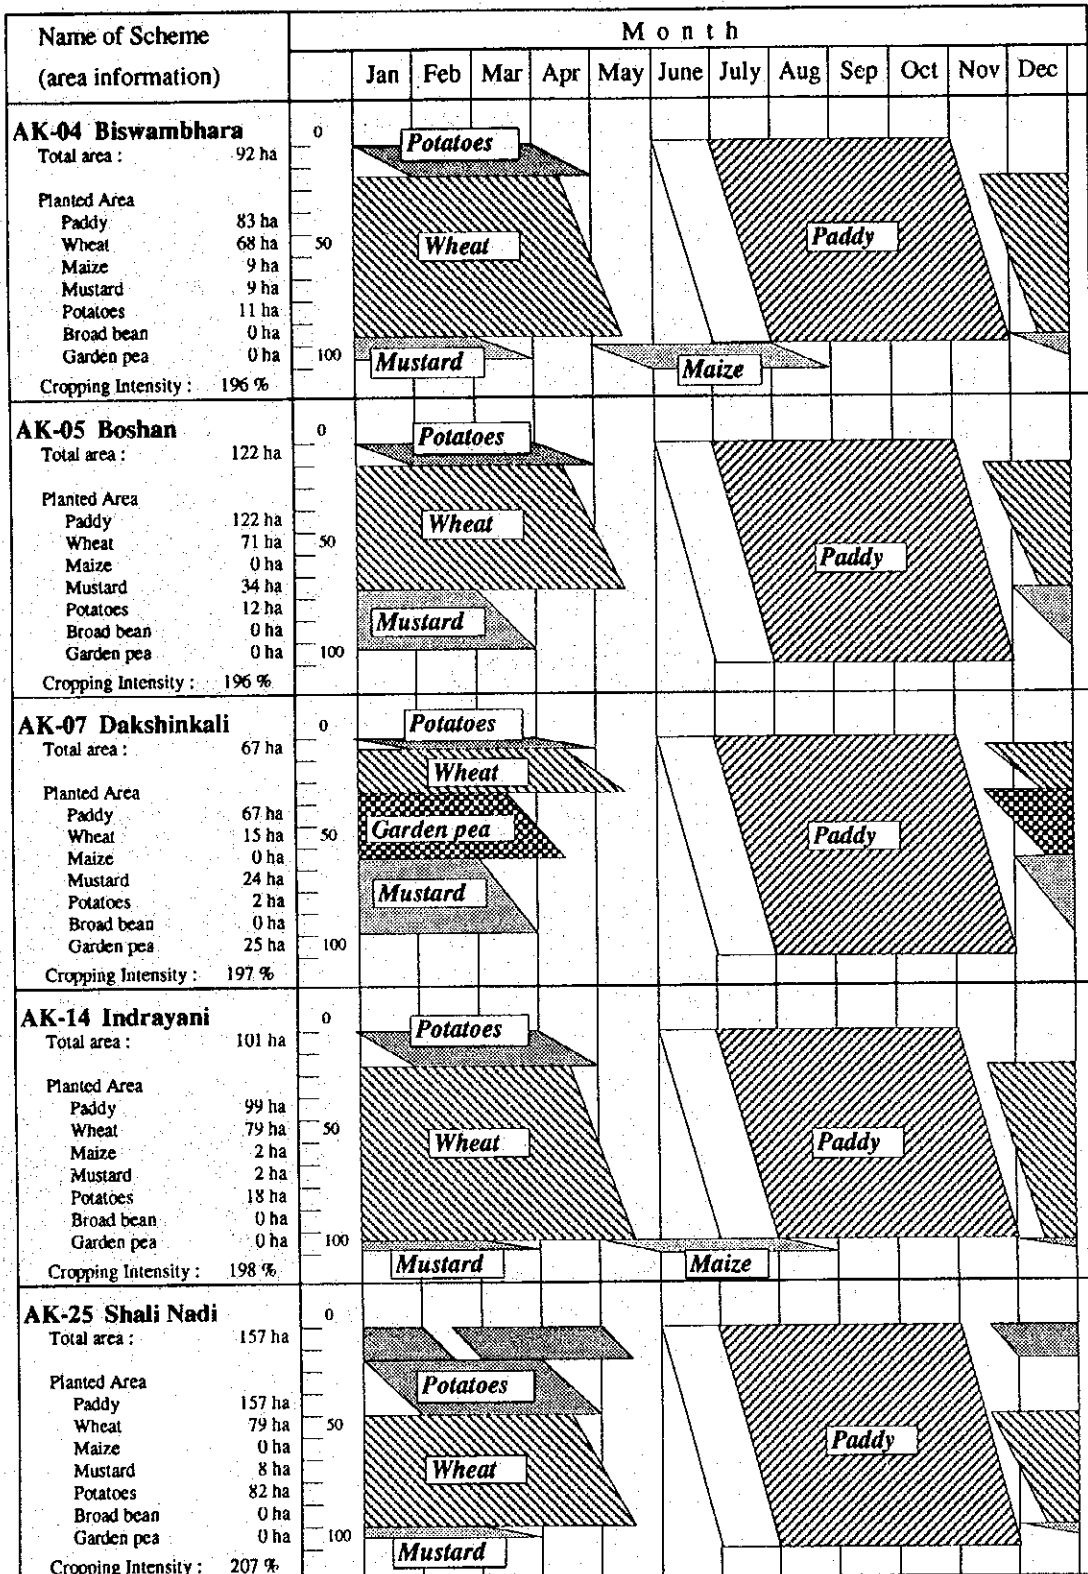 Name of Scheme
(area information)
Month
Jan Feb Mar Apr May June July Aug Sep Oct Nov Dec
AK-04 Biswambhara
Total area : 92 ha
Planted Area
Paddy 83 ha
Wheat 68 ha
Maize 9 ha
Mustard 9 ha
Potatoes 11 ha
Broad bean 0 ha
Garden pea 0 ha
Cropping Intensity : 196 %
0
50
100
Potatoes
Wheat
Paddy
Mustard
Maize
AK-05 Boshan
Total area : 122 ha
Planted Area
Paddy 122 ha
Wheat 71 ha
Maize 0 ha
Mustard 34 ha
Potatoes 12 ha
Broad bean 0 ha
Garden pea 0 ha
Cropping Intensity : 196 %
0
50
100
Potatoes
Wheat
Paddy
Mustard
AK-07 Dakshinkali
Total area : 67 ha
Planted Area
Paddy 67 ha
Wheat 15 ha
Maize 0 ha
Mustard 24 ha
Potatoes 2 ha
Broad bean 0 ha
Garden pea 25 ha
Cropping Intensity : 197 %
0
50
100
Potatoes
Wheat
Garden pea
Paddy
Mustard
AK-14 Indrayani
Total area : 101 ha
Planted Area
Paddy 99 ha
Wheat 79 ha
Maize 2 ha
Mustard 2 ha
Potatoes 18 ha
Broad bean 0 ha
Garden pea 0 ha
Cropping Intensity : 198 %
0
50
100
Potatoes
Wheat
Paddy
Mustard
Maize
AK-25 Shali Nadi
Total area : 157 ha
Planted Area
Paddy 157 ha
Wheat 79 ha
Maize 0 ha
Mustard 8 ha
Potatoes 82 ha
Broad bean 0 ha
Garden pea 0 ha
Cropping Intensity : 207 %
0
50
100
Potatoes
Paddy
Wheat
Mustard